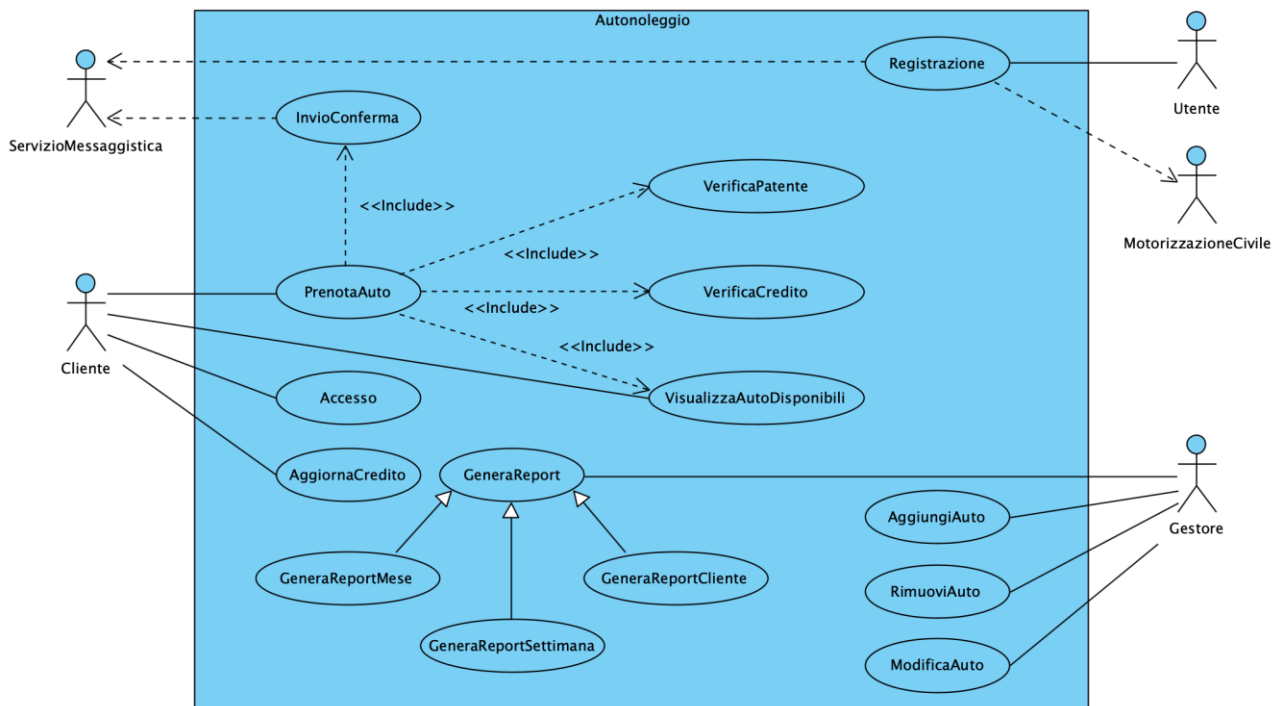 Autonoleggio
Registrazione
Utente
ServizioMessaggistica
InvioConferma
VerificaPatente
MotorizzazioneCivile
<<Include>>
<<Include>>
PrenotaAuto
VerificaCredito
<<Include>>
<<Include>>
Cliente
Accesso
VisualizzaAutoDisponibili
AggiornaCredito
GeneraReport
AggiungiAuto
Gestore
GeneraReportMese
GeneraReportCliente
RimuoviAuto
GeneraReportSettimana
ModificaAuto